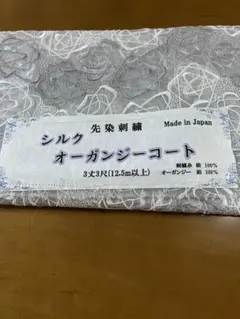 先染刺繍
Made in Japan
シルク
オーガンジーコート
3丈3尺(12.5m以上)
刺繍糸 絹 100%
オーガンジー 絹 100%